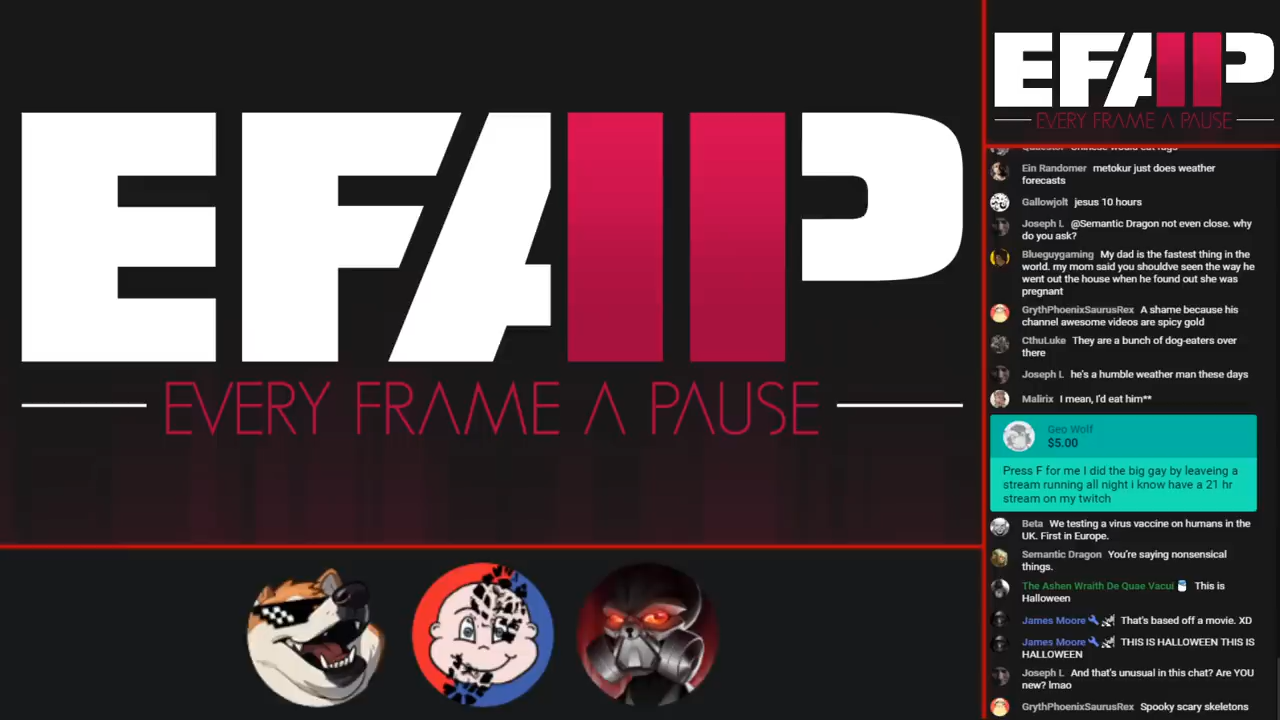 EFAP
EVERY FRAME A PAUSE
EFAP
EVERY FRAME A PAUSE
Ein Randomer metokur just does weather
forecasts
Gallowjolt jesus 10 hours
Joseph L @Semantic Dragon not even close. why
do you ask?
Blueguygaming My dad is the fastest thing in the
world. my mom said you shouldve seen the way he
went out the house when he found out she was
pregnant
GrythPhoenixSaurusRex A shame because his
channel awesome videos are spicy gold
CthuLuke They are a bunch of dog-eaters over
there
Joseph L he's a humble weather man these days
Malirix I mean, I'd eat him**
Geo Wolf
$5.00
Press F for me I did the big gay by leaveing a
stream running all night i know have a 21 hr
stream on my twitch
Beta We testing a virus vaccine on humans in the
UK. First in Europe.
Semantic Dragon You're saying nonsensical
things.
The Ashen Wraith De Quae Vacui This is
Halloween
James Moore That's based off a movie. XD
James Moore THIS IS HALLOWEEN THIS IS
HALLOWEEN
Joseph L And that's unusual in this chat? Are YOU
new? lmao
GrythPhoenixSaurusRex Spooky scary skeletons